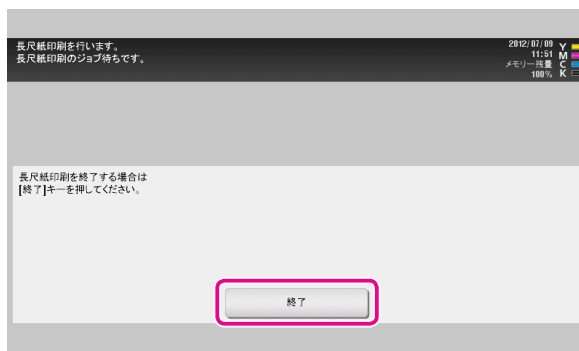 長尺紙印刷を行います。
長尺紙印刷のジョブ待ちです。
2012/07/09
11:51
メモリー残量
100%
Y
M
C
K
長尺紙印刷を終了する場合は
[終了]キーを押してください。
終了